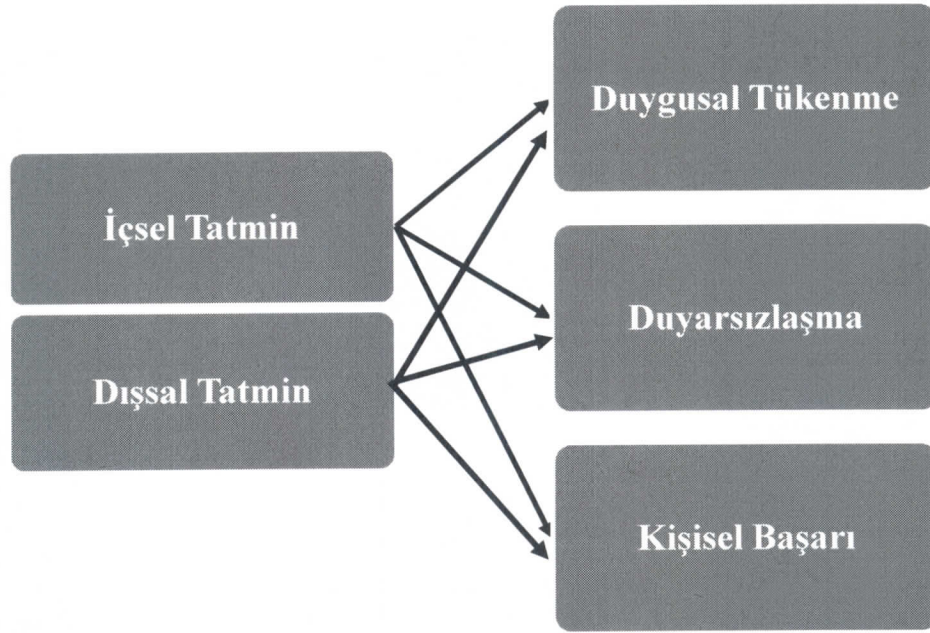 İçsel Tatmin
Dışsal Tatmin
Duygusal Tükenme
Duyarsızlaşma
Kişisel Başarı